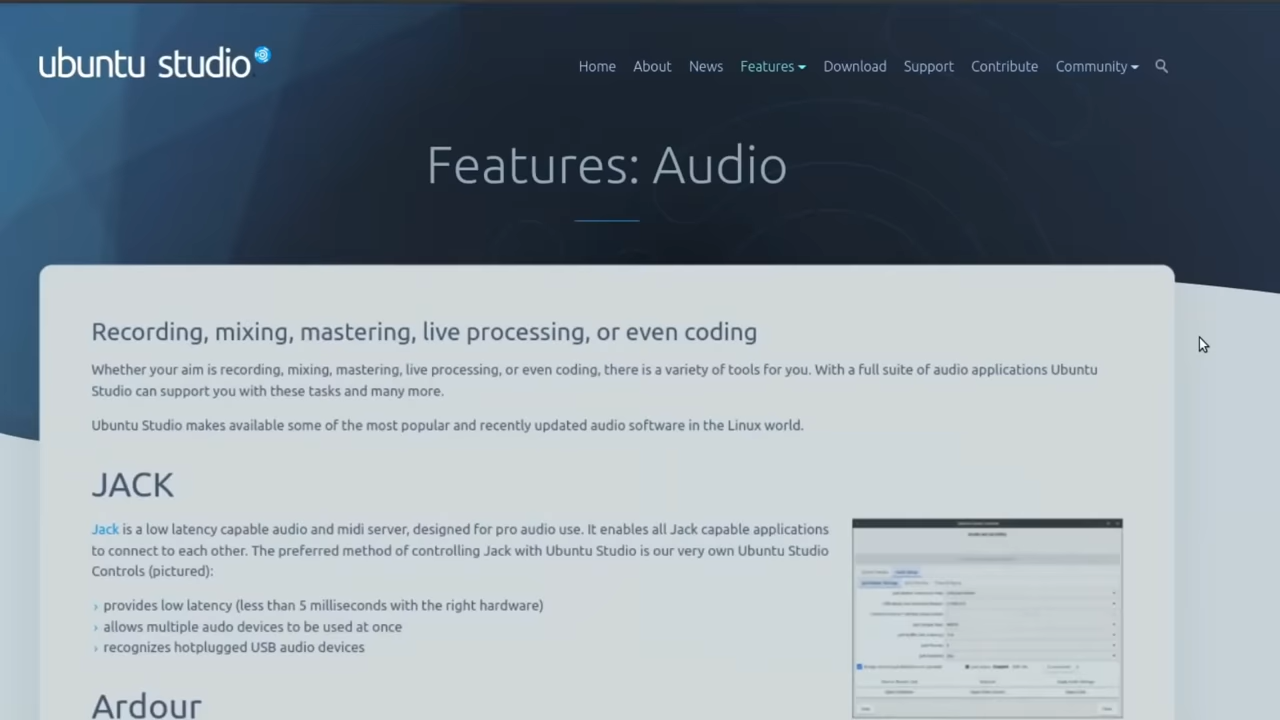 ubuntu studio
Home About News Features Download Support Contribute Community
Features: Audio
Recording, mixing, mastering, live processing, or even coding
Whether your aim is recording, mixing, mastering, live processing, or even coding, there is a variety of tools for you. With a full suite of audio applications Ubuntu
Studio can support you with these tasks and many more.
Ubuntu Studio makes available some of the most popular and recently updated audio software in the Linux world.
JACK
Jack is a low latency capable audio and midi server, designed for pro audio use. It enables all Jack capable applications
to connect to each other. The preferred method of controlling Jack with Ubuntu Studio is our very own Ubuntu Studio
Controls (pictured):
› provides low latency (less than 5 milliseconds with the right hardware)
› allows multiple audo devices to be used at once
› recognizes hotplugged USB audio devices
Ardour